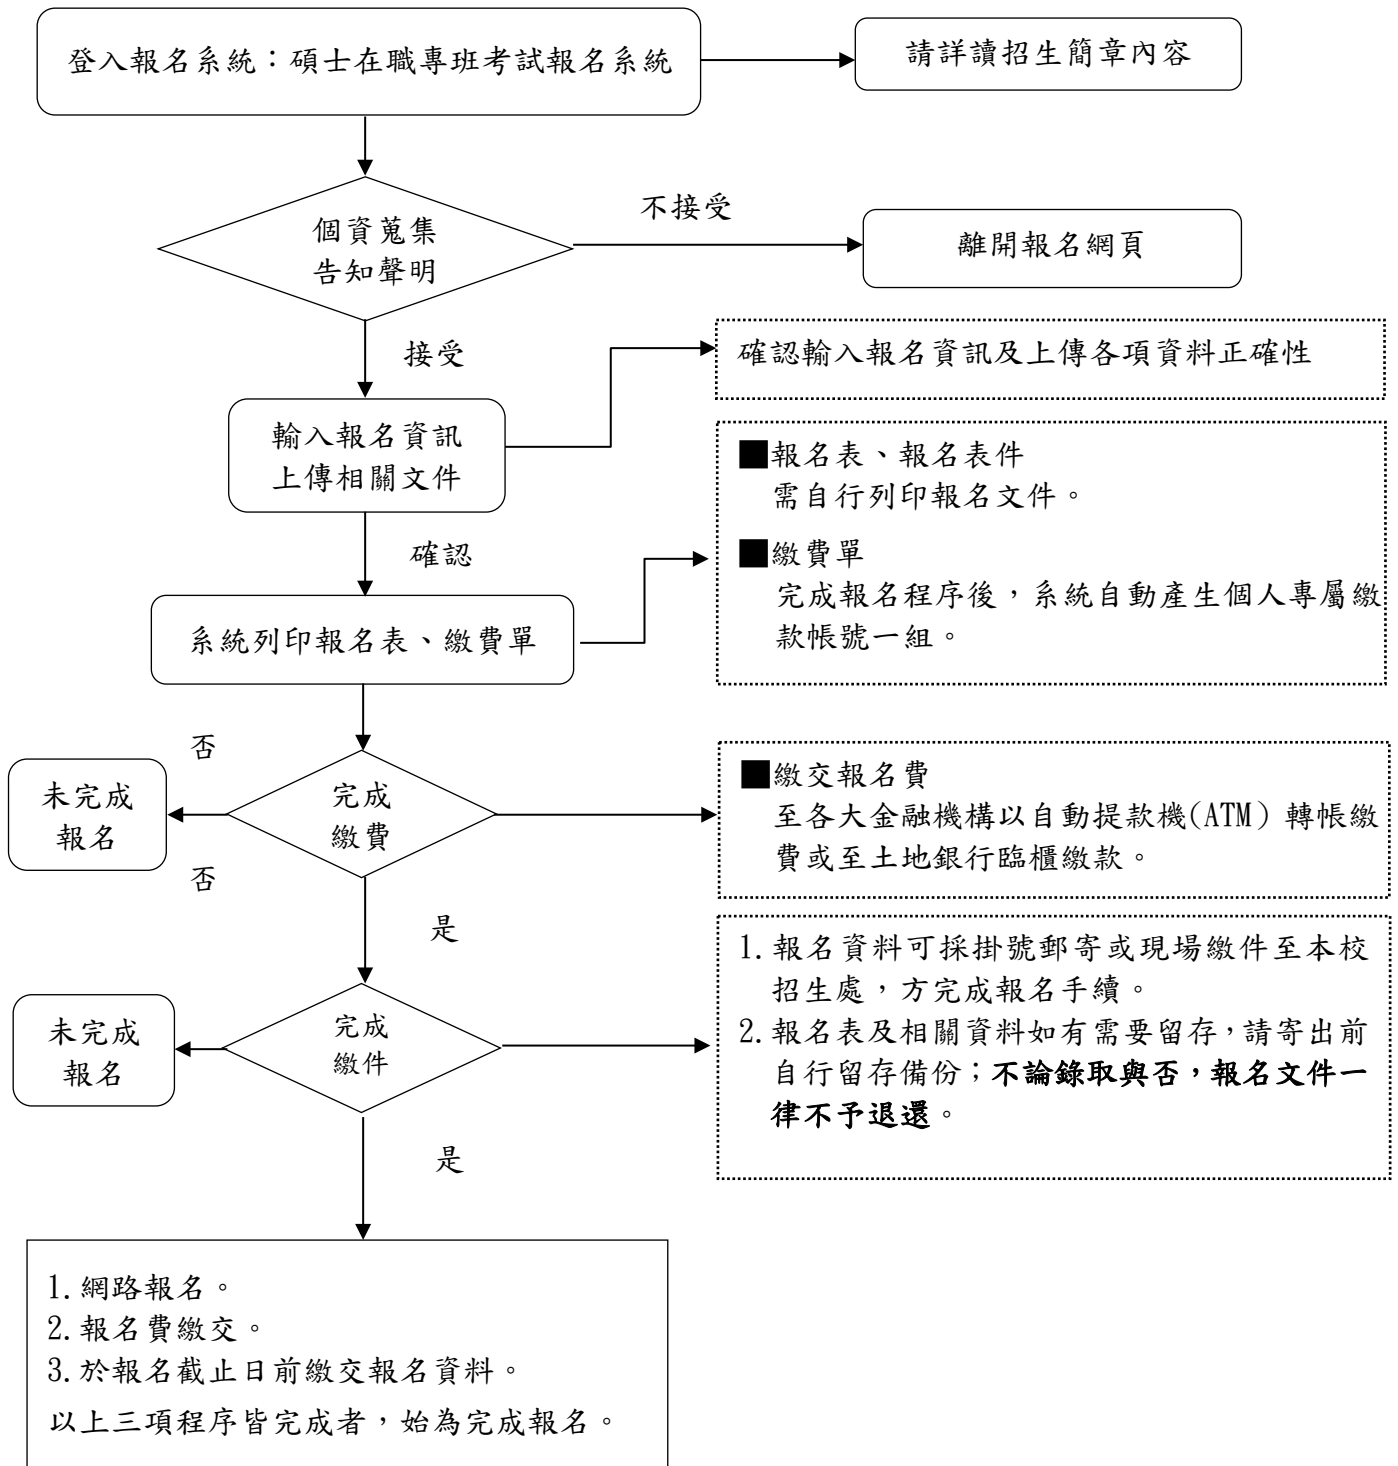 登入報名系統：碩士在職專班考試報名系統
請詳讀招生簡章內容
個資蒐集
告知聲明
不接受
離開報名網頁
接受
確認輸入報名資訊及上傳各項資料正確性
輸入報名資訊
上傳相關文件
■報名表、報名表件
需自行列印報名文件。
■繳費單
完成報名程序後，系統自動產生個人專屬繳
款帳號一組。
確認
系統列印報名表、繳費單
否
未完成
報名
完成
繳費
■繳交報名費
至各大金融機構以自動提款機(ATM) 轉帳繳
費或至土地銀行臨櫃繳款。
否
是
1.報名資料可採掛號郵寄或現場繳件至本校
招生處，方完成報名手續。
2.報名表及相關資料如有需要留存，請寄出前
自行留存備份；不論錄取與否，報名文件一
律不予退還。
未完成
報名
完成
繳件
是
1.網路報名。
2.報名費繳交。
3.於報名截止日前繳交報名資料。
以上三項程序皆完成者，始為完成報名。